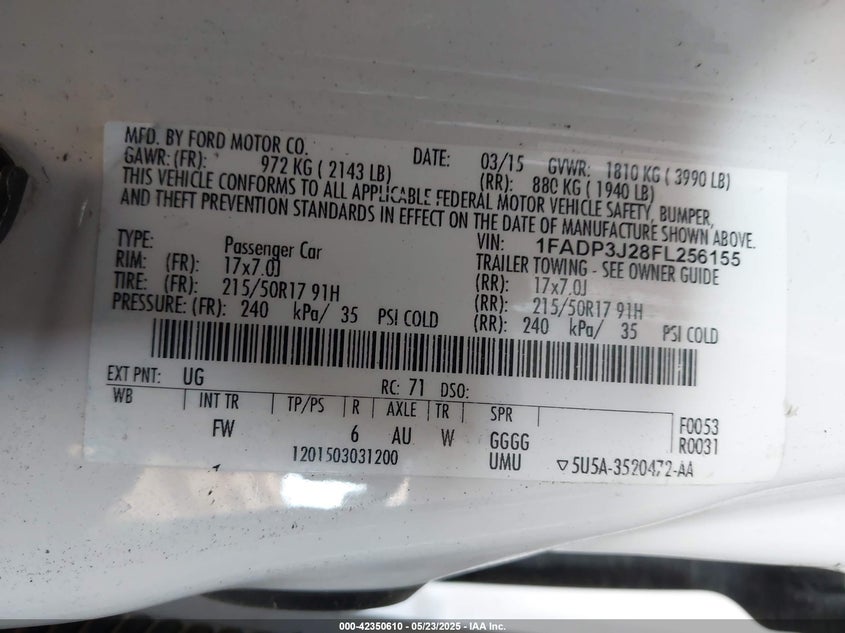 MFD. BY FORD MOTOR CO. DATE: 03/15 GVWR: 1810 KG ( 3990 LB)
GAWR: (FR): 972 KG ( 2143 LB) (RR): 880 KG ( 1940 LB)
THIS VEHICLE CONFORMS TO ALL APPLICABLE FEDERAL MOTOR VEHICLE SAFETY, BUMPER,
AND THEFT PREVENTION STANDARDS IN EFFECT ON THE DATE OF MANUFACTURE SHOWN ABOVE.
VIN: 1FADP3J28FL256155
TYPE: Passenger Car TRAILER TOWING - SEE OWNER GUIDE
RIM: (FR): 17x7.0J (RR): 17x7.0J
TIRE: (FR): 215/50R17 91H (RR): 215/50R17 91H
PRESSURE: (FR): 240 kPa/ 35 PSI COLD (RR): 240 kPa/ 35 PSI COLD
EXT PNT: UG RC: 71 DSO:
WB INT TR TP/PS R AXLE TR SPR F0053
FW 6 AU W GGGG R0031
1201503031200 UMU ▽5U5A-3520472-AA
000-42350610 - 05/23/2025 - IAA Inc.